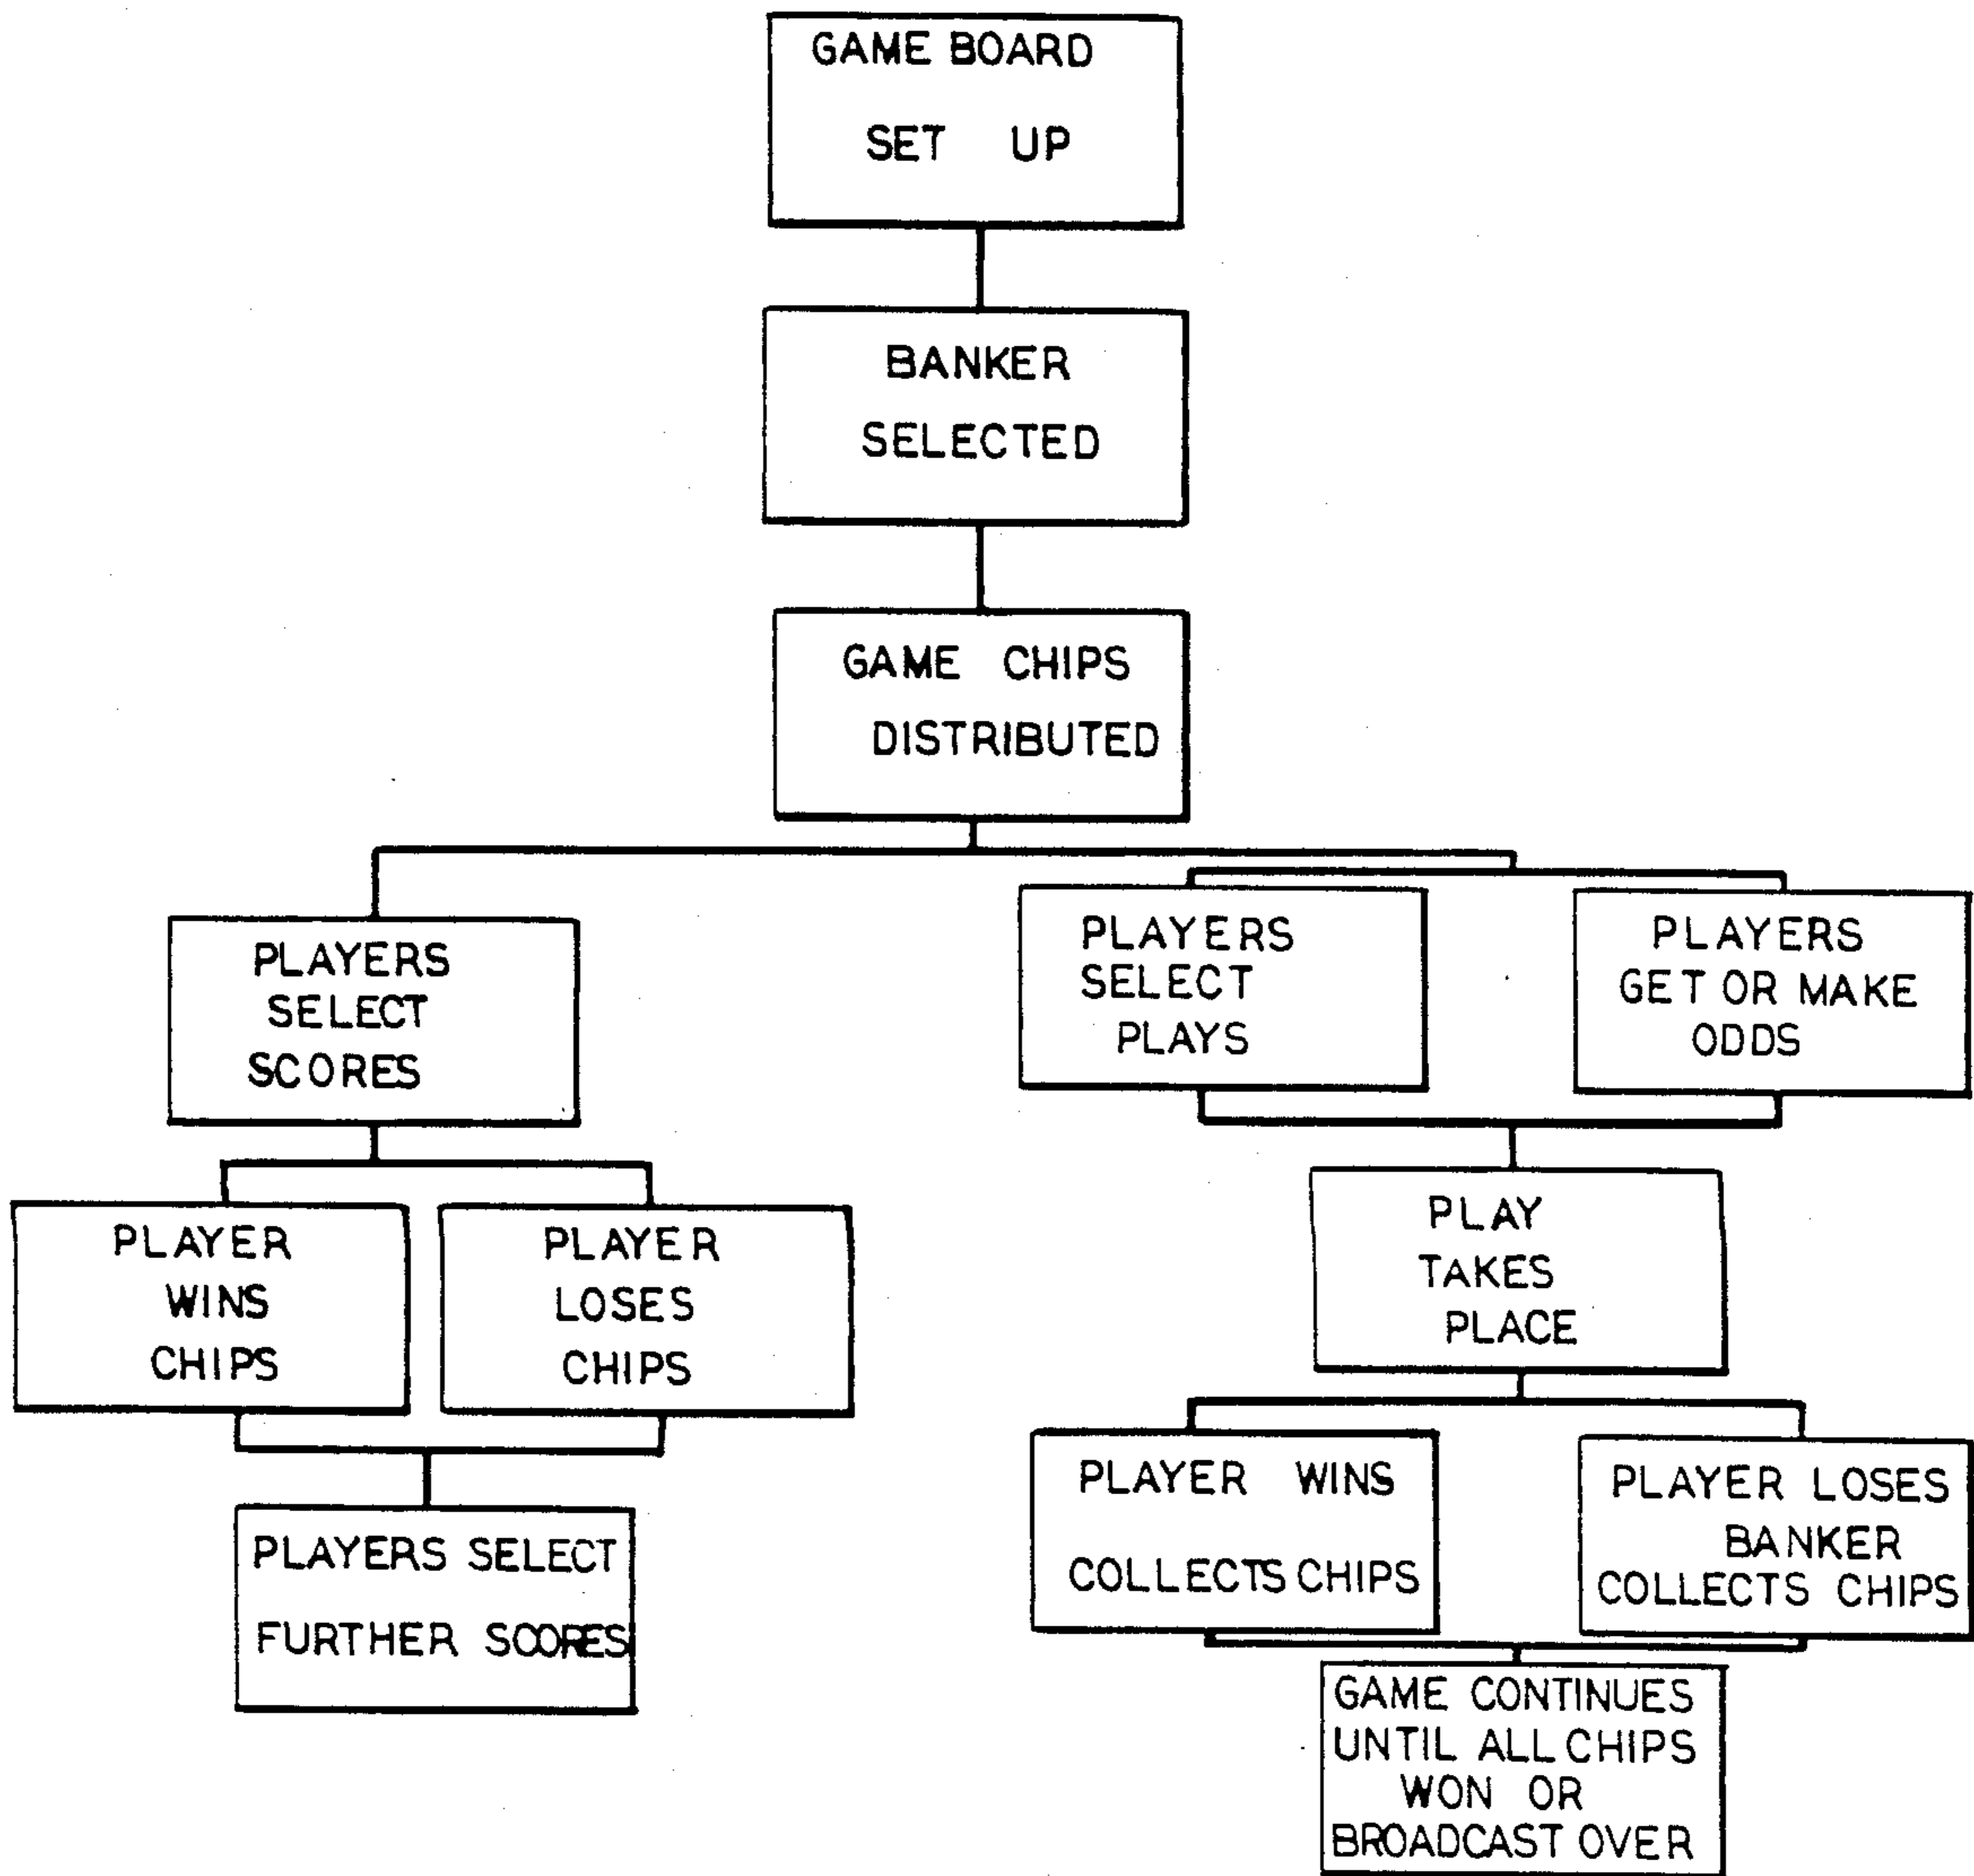 GAME BOARD
SET UP
BANKER
SELECTED
GAME CHIPS
DISTRIBUTED
PLAYERS
SELECT
SCORES
PLAYERS
SELECT
PLAYS
PLAYERS
GET OR MAKE
ODDS
PLAYER
WINS
CHIPS
PLAYER
LOSES
CHIPS
PLAY
TAKES
PLACE
PLAYERS SELECT
FURTHER SCORES
PLAYER WINS
COLLECTS CHIPS
PLAYER LOSES
BANKER
COLLECTS CHIPS
GAME CONTINUES
UNTIL ALL CHIPS
WON OR
BROADCAST OVER